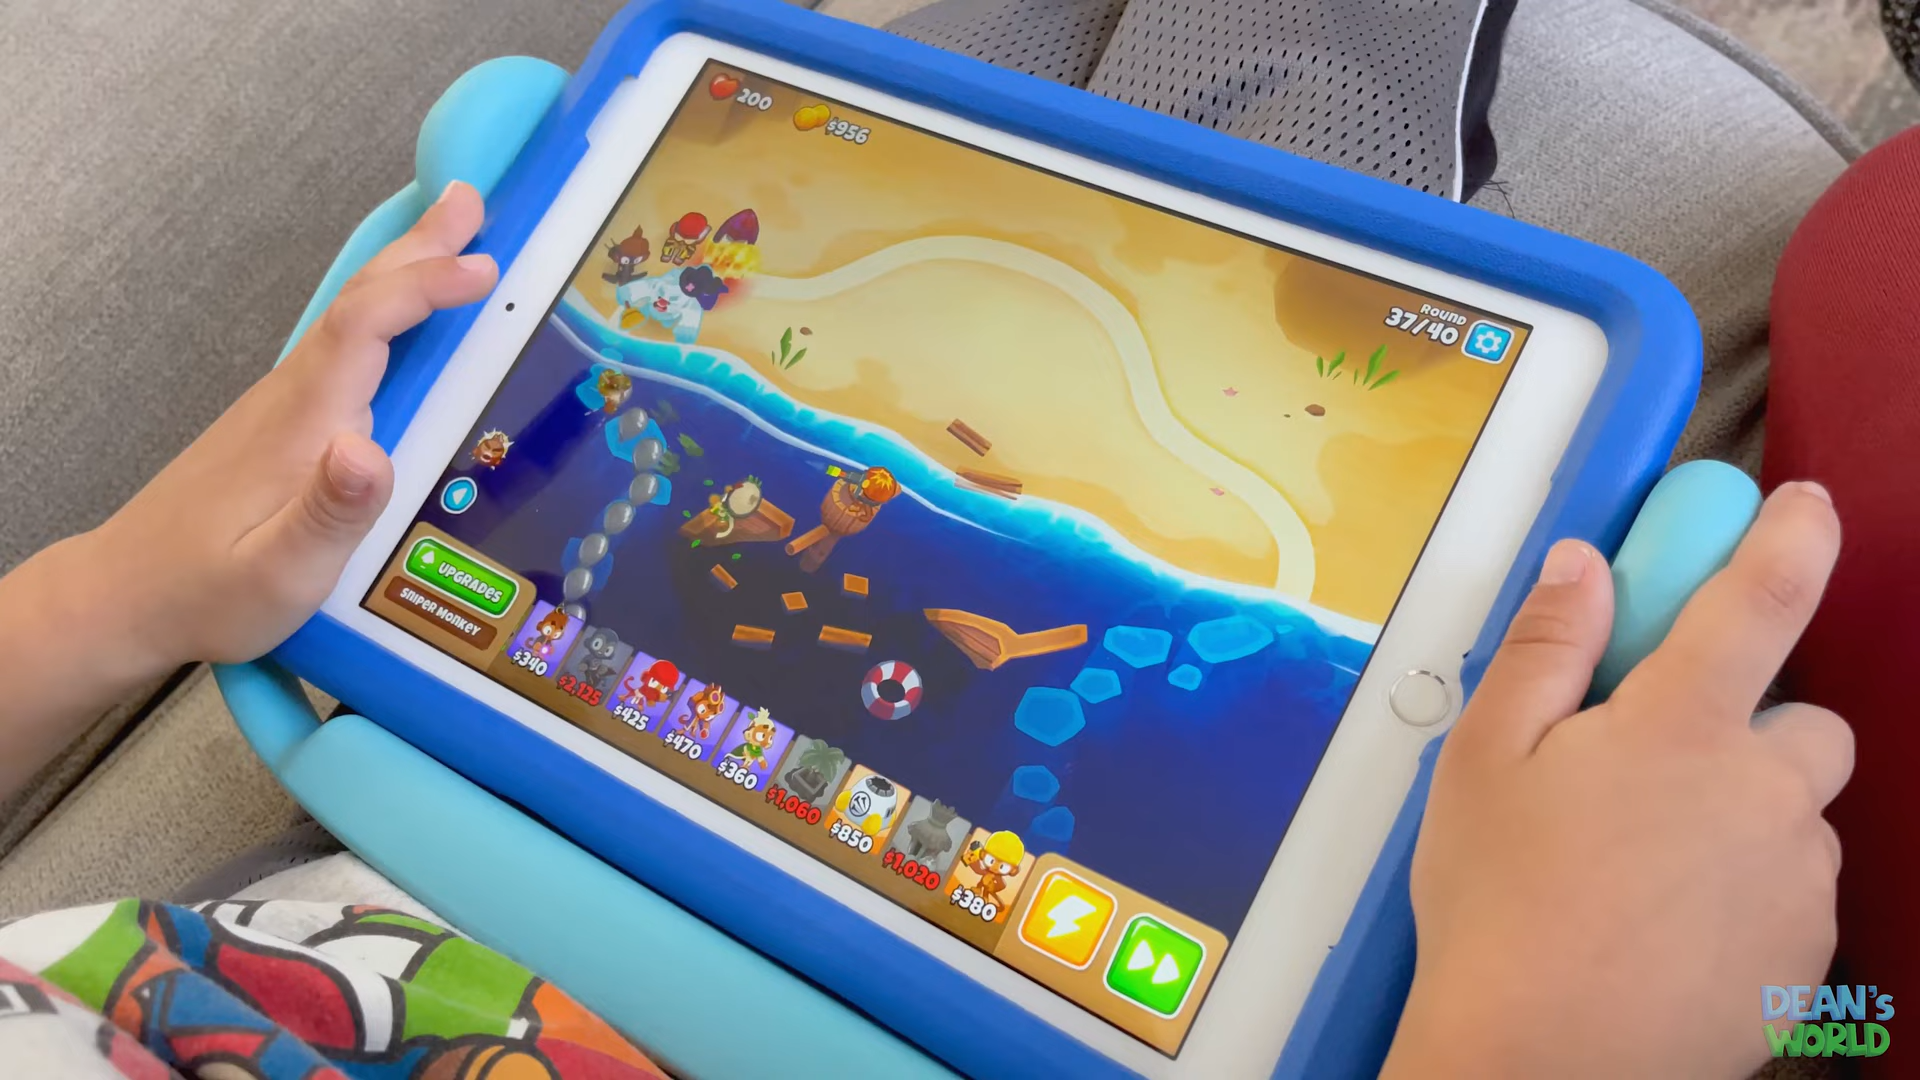 200
$956
ROUND
37/40
UPGRADES
SNIPER MONKEY
$340
$2,125
$425
$470
$360
$1,060
$850
$1,020
$380
DEAN'S
WORLD